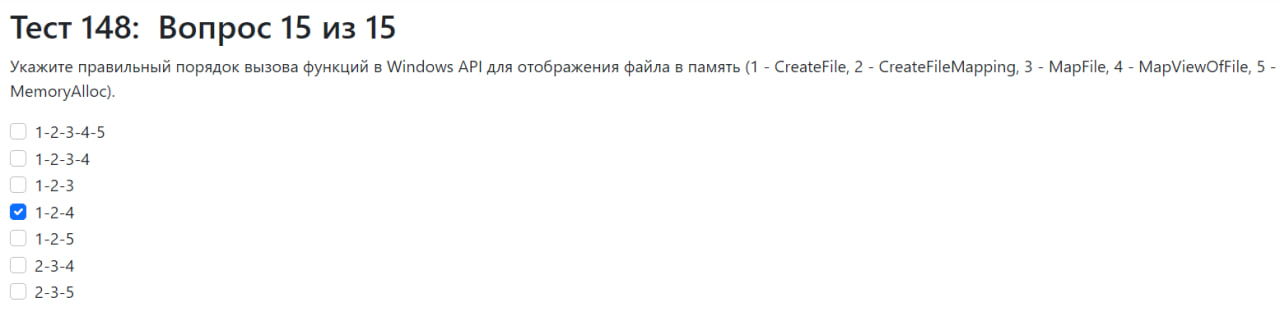 Тест 148: Вопрос 15 из 15
Укажите правильный порядок вызова функций в Windows API для отображения файла в память (1 - CreateFile, 2 - CreateFileMapping, 3 - MapFile, 4 - MapViewOfFile, 5 -
MemoryAlloc).
1-2-3-4-5
1-2-3-4
1-2-3
1-2-4
1-2-5
2-3-4
2-3-5